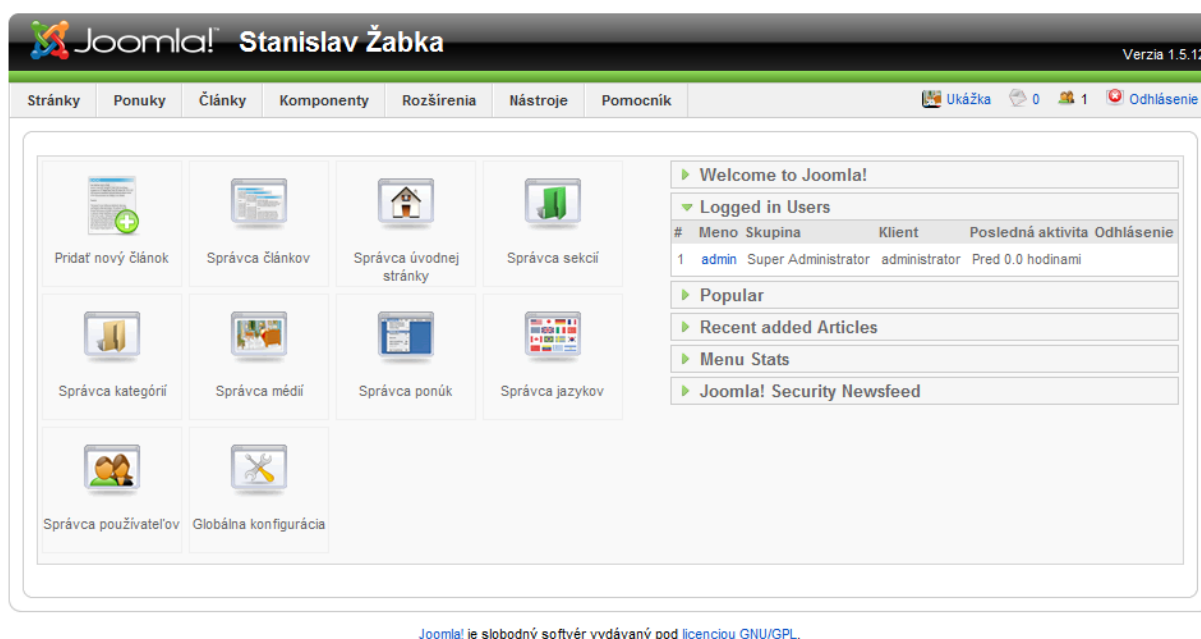 Joomla!™ Stanislav Žabka
Verzia 1.5.12
Stránky Ponuky Články Komponenty Rozšírenia Nástroje Pomocník Ukážka 0 1 Odhlásenie
Pridať nový článok
Správca článkov
Správca úvodnej
stránky
Správca sekcií
Správca kategórií
Správca médií
Správca ponúk
Správca jazykov
Správca používateľov
Globálna konfigurácia
Welcome to Joomla!
Logged in Users
# Meno Skupina Klient Posledná aktivita Odhlásenie
1 admin Super Administrator administrator Pred 0.0 hodinami
Popular
Recent added Articles
Menu Stats
Joomla! Security Newsfeed
Joomla! je slobodný softvér vydávaný pod licenciou GNU/GPL.